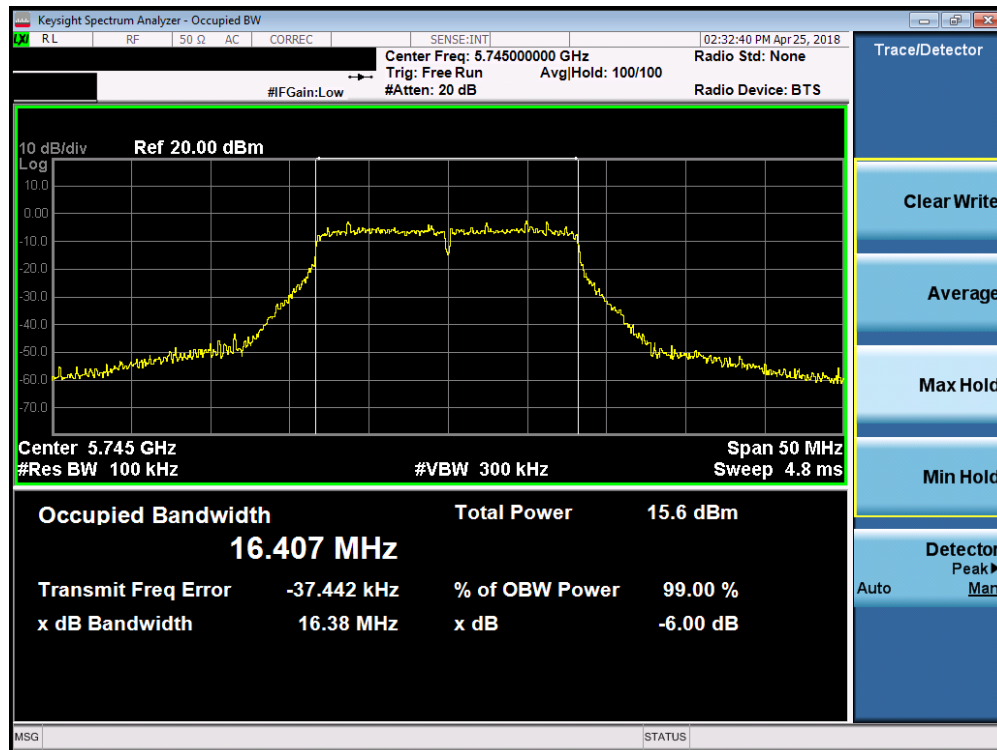 Keysight Spectrum Analyzer - Occupied BW
LXI RL RF 50 Ω AC CORREC SENSE:INT 02:32:40 PM Apr 25, 2018
Center Freq: 5.745000000 GHz Radio Std: None
Trig: Free Run Avg|Hold: 100/100
#IFGain:Low #Atten: 20 dB Radio Device: BTS
10 dB/div Ref 20.00 dBm
Log
10.0
0.00
-10.0
-20.0
-30.0
-40.0
-50.0
-60.0
-70.0
Center 5.745 GHz Span 50 MHz
#Res BW 100 kHz #VBW 300 kHz Sweep 4.8 ms
Occupied Bandwidth Total Power 15.6 dBm
16.407 MHz
Transmit Freq Error -37.442 kHz % of OBW Power 99.00 %
x dB Bandwidth 16.38 MHz x dB -6.00 dB
MSG STATUS
Trace/Detector
Clear Write
Average
Max Hold
Min Hold
Detector
Peak
Auto Man